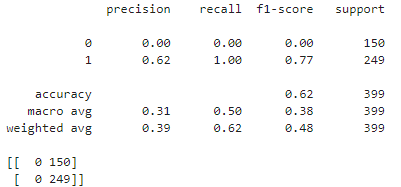 precision recall f1-score support
0 0.00 0.00 0.00 150
1 0.62 1.00 0.77 249
accuracy 0.62 399
macro avg 0.31 0.50 0.38 399
weighted avg 0.39 0.62 0.48 399
[[ 0 150]
[ 0 249]]